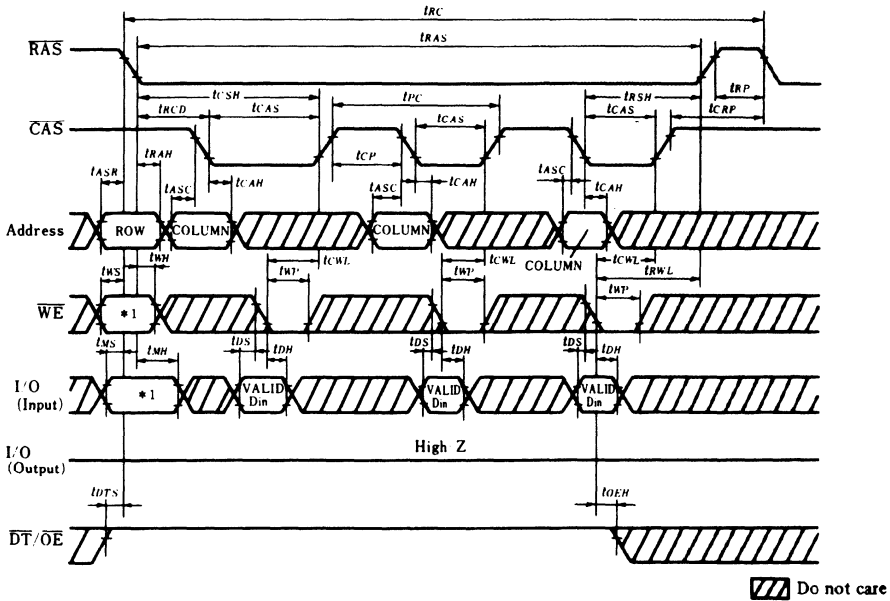 tRC
tRAS
RAS
tCSH
tPC
tRSH
tRP
tRCD
tCAS
tCAS
tCAS
tCRP
CAS
tRAH
tCP
tASR
tASC
tCAH
tASC
tCAH
tASC
tCAH
Address
ROW
COLUMN
COLUMN
COLUMN
tWS
tWH
tCWL
tCWL
tCWL
tWP
tWP
tRWL
tWP
WE
*1
tMS
tMH
tDS
tDH
tDS
tDH
tDS
tDH
I/O
(Input)
*1
VALID
Din
VALID
Din
VALID
Din
I/O
(Output)
High Z
tDTS
tOEH
DT/OE
Do not care